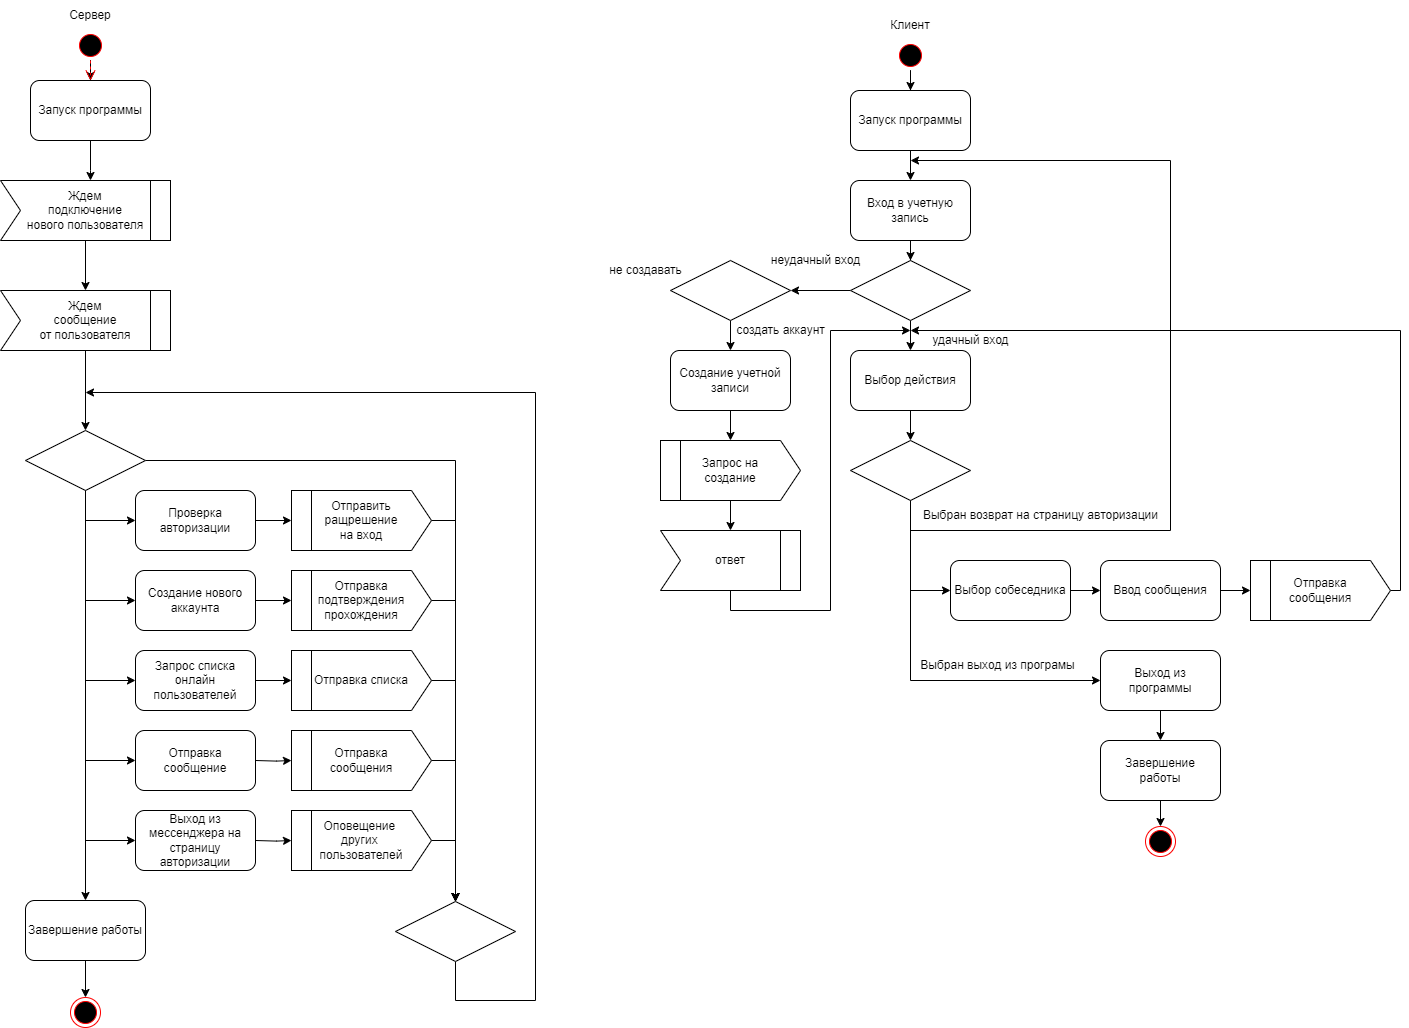 Сервер
Запуск программы
Ждем
подключение
нового пользователя
Ждем
сообщение
от пользователя
Проверка
авторизации
Отправить
ращрешение
на вход
Создание нового
аккаунта
Отправка
подтверждения
прохождения
Запрос списка
онлайн
пользователей
Отправка списка
Отправка
сообщение
Отправка
сообщения
Выход из
мессенджера на
страницу
авторизации
Оповещение
других
пользователей
Завершение работы
Клиент
Запуск программы
Вход в учетную
запись
неудачный вход
не создавать
создать аккаунт
удачный вход
Создание учетной
записи
Выбор действия
Запрос на
создание
ответ
Выбран возврат на страницу авторизации
Выбор собеседника
Ввод сообщения
Отправка
сообщения
Выбран выход из програмы
Выход из
программы
Завершение
работы